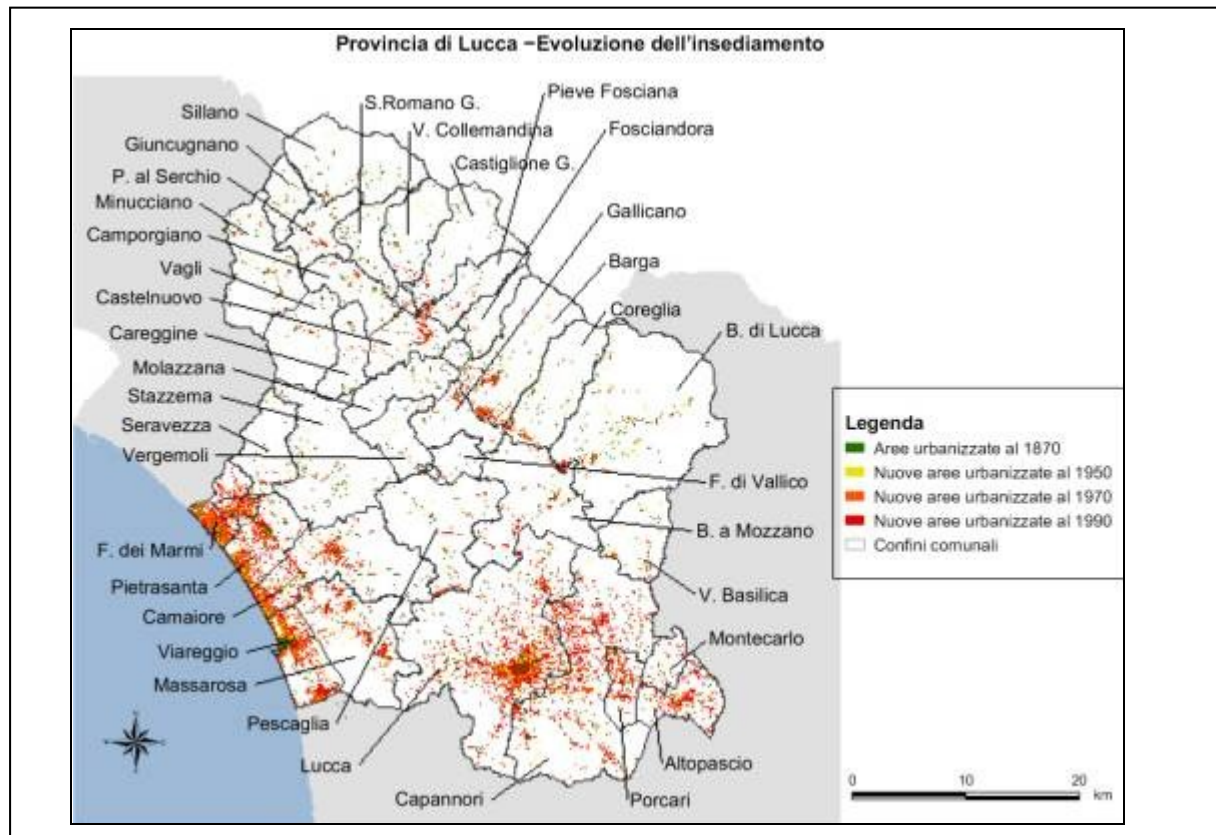 Provincia di Lucca −Evoluzione dell'insediamento
Pieve Fosciana
S.Romano G.
Sillano
V. Collemandina
Fosciandora
Giuncugnano
Castiglione G.
P. al Serchio
Minucciano
Gallicano
Camporgiano
Barga
Vagli
Castelnuovo
Coreglia
Careggine
B. di Lucca
Molazzana
Stazzema
Seravezza
Vergemoli
F. di Vallico
B. a Mozzano
F. dei Marmi
Pietrasanta
V. Basilica
Camaiore
Montecarlo
Viareggio
Massarosa
Pescaglia
Lucca
Altopascio
Capannori
Porcari
Legenda
Aree urbanizzate al 1870
Nuove aree urbanizzate al 1950
Nuove aree urbanizzate al 1970
Nuove aree urbanizzate al 1990
Confini comunali
0 10 20
km